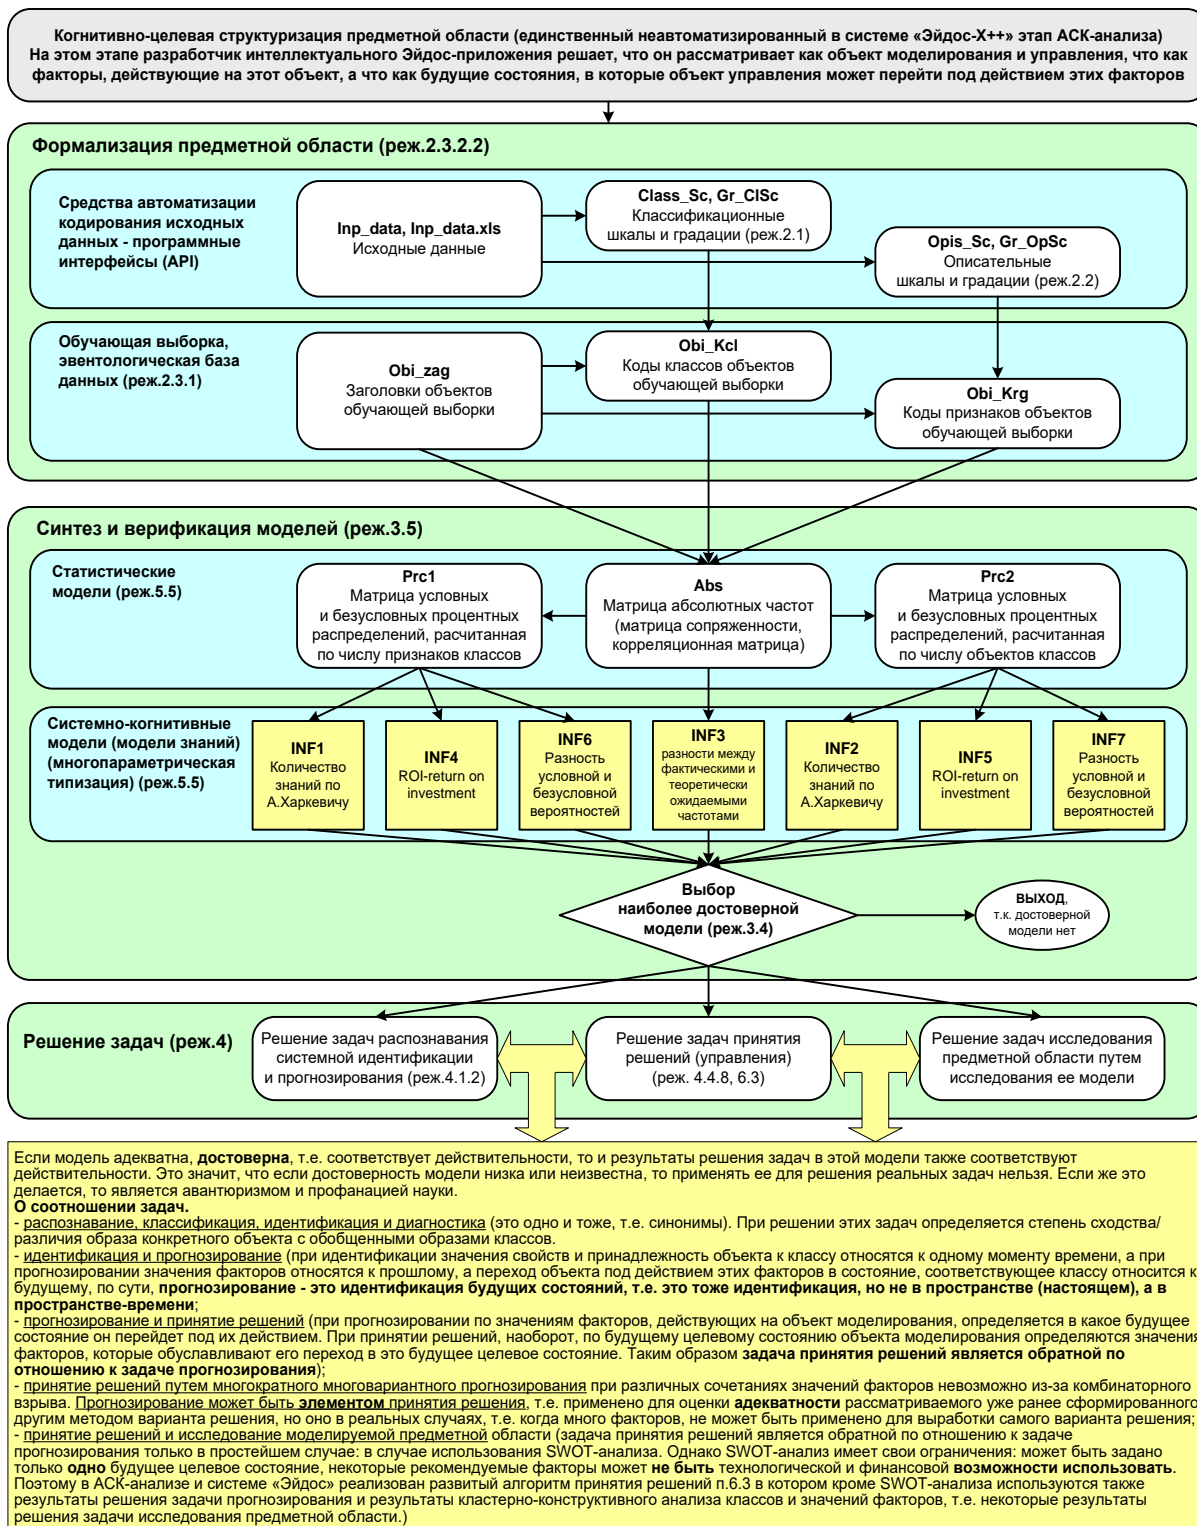 Когнитивно-целевая структуризация предметной области (единственный неавтоматизированный в системе «Эйдос-X++» этап АСК-анализа)
На этом этапе разработчик интеллектуального Эйдос-приложения решает, что он рассматривает как объект моделирования и управления, что как
факторы, действующие на этот объект, а что как будущие состояния, в которые объект управления может перейти под действием этих факторов
Формализация предметной области (реж.2.3.2.2)
Средства автоматизации
кодирования исходных
данных - программные
интерфейсы (API)
Inp_data, Inp_data.xls
Исходные данные
Class_Sc, Gr_ClSc
Классификационные
шкалы и градации (реж.2.1)
Opis_Sc, Gr_OpSc
Описательные
шкалы и градации (реж.2.2)
Обучающая выборка,
эвентологическая база
данных (реж.2.3.1)
Obi_zag
Заголовки объектов
обучающей выборки
Obi_Kcl
Коды классов объектов
обучающей выборки
Obi_Krg
Коды признаков объектов
обучающей выборки
Синтез и верификация моделей (реж.3.5)
Статистические
модели (реж.5.5)
Prc1
Матрица условных
и безусловных процентных
распределений, расчитанная
по числу признаков классов
Abs
Матрица абсолютных частот
(матрица сопряженности,
корреляционная матрица)
Prc2
Матрица условных
и безусловных процентных
распределений, расчитанная
по числу объектов классов
Системно-когнитивные
модели (модели знаний)
(многопараметрическая
типизация) (реж.5.5)
INF1
Количество
знаний по
А.Харкевичу
INF4
ROI-return on
investment
INF6
Разность
условной и
безусловной
вероятностей
INF3
разности между
фактическими и
теоретически
ожидаемыми
частотами
INF2
Количество
знаний по
А.Харкевичу
INF5
ROI-return on
investment
INF7
Разность
условной и
безусловной
вероятностей
Выбор
наиболее достоверной
модели (реж.3.4)
ВЫХОД,
т.к. достоверной
модели нет
Решение задач (реж.4)
Решение задач распознавания
системной идентификации
и прогнозирования (реж.4.1.2)
Решение задач принятия
решений (управления)
(реж. 4.4.8, 6.3)
Решение задач исследования
предметной области путем
исследования ее модели
Если модель адекватна, достоверна, т.е. соответствует действительности, то и результаты решения задач в этой модели также соответствуют
действительности. Это значит, что если достоверность модели низка или неизвестна, то применять ее для решения реальных задач нельзя. Если же это
делается, то является авантюризмом и профанацией науки.
О соотношении задач.
- распознавание, классификация, идентификация и диагностика (это одно и тоже, т.е. синонимы). При решении этих задач определяется степень сходства/
различия образа конкретного объекта с обобщенными образами классов.
- идентификация и прогнозирование (при идентификации значения свойств и принадлежность объекта к классу относятся к одному моменту времени, а при
прогнозировании значения факторов относятся к прошлому, а переход объекта под действием этих факторов в состояние, соответствующее классу относится к
будущему, по сути, прогнозирование - это идентификация будущих состояний, т.е. это тоже идентификация, но не в пространстве (настоящем), а в
пространстве-времени;
- прогнозирование и принятие решений (при прогнозировании по значениям факторов, действующих на объект моделирования, определяется в какое будущее
состояние он перейдет под их действием. При принятии решений, наоборот, по будущему целевому состоянию объекта моделирования определяются значения
факторов, которые обуславливают его переход в это будущее целевое состояние. Таким образом задача принятия решений является обратной по
отношению к задаче прогнозирования);
- принятие решений путем многократного многовариантного прогнозирования при различных сочетаниях значений факторов невозможно из-за комбинаторного
взрыва. Прогнозирование может быть элементом принятия решения, т.е. применено для оценки адекватности рассматриваемого уже ранее сформированного
другим методом варианта решения, но оно в реальных случаях, т.е. когда много факторов, не может быть применено для выработки самого варианта решения;
- принятие решений и исследование моделируемой предметной области (задача принятия решений является обратной по отношению к задаче
прогнозирования только в простейшем случае: в случае использования SWOT-анализа. Однако SWOT-анализ имеет свои ограничения: может быть задано
только одно будущее целевое состояние, некоторые рекомендуемые факторы может не быть технологической и финансовой возможности использовать.
Поэтому в АСК-анализе и системе «Эйдос» реализован развитый алгоритм принятия решений п.6.3 в котором кроме SWOT-анализа используются также
результаты решения задачи прогнозирования и результаты кластерно-конструктивного анализа классов и значений факторов, т.е. некоторые результаты
решения задачи исследования предметной области.)